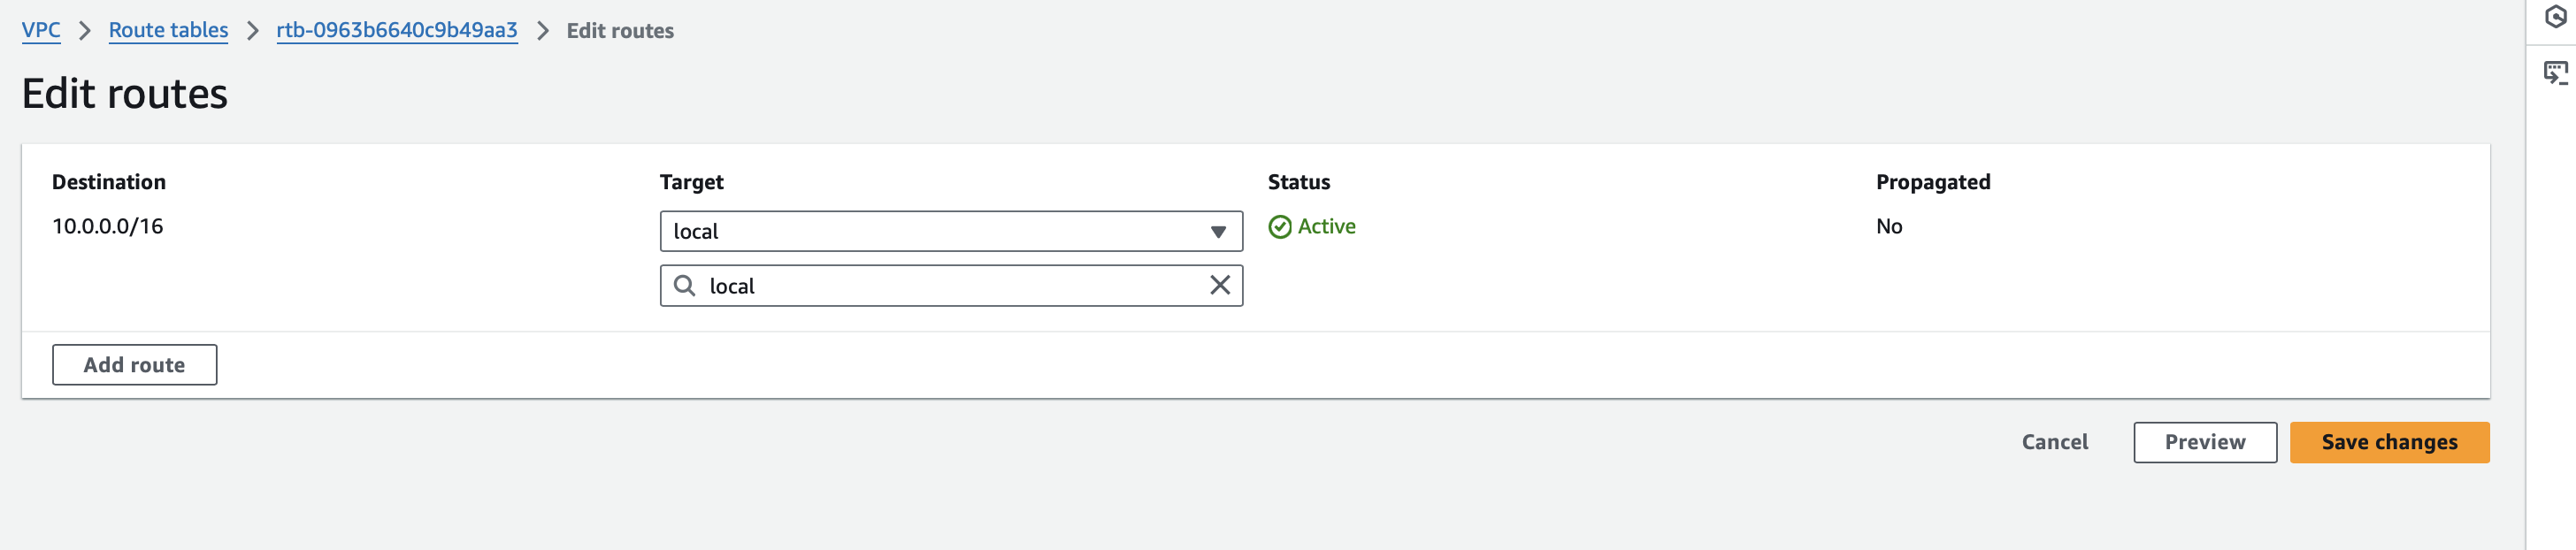 VPC > Route tables > rtb-0963b6640c9b49aa3 > Edit routes
Edit routes
Destination Target Status Propagated
10.0.0.0/16 local Active No
local
Add route
Cancel Preview Save changes